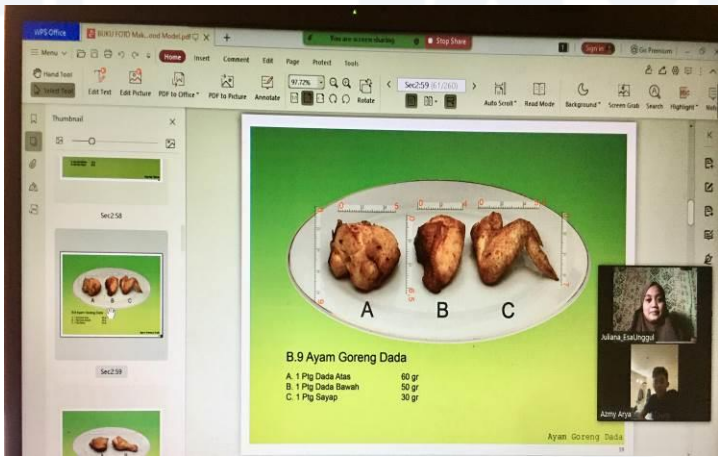 WPS Office
BUKU FOTO Mak...and Model.pdf
You are screen sharing
Stop Share
Sign in
Go Premium
Menu
Home
Insert
Comment
Edit
Page
Protect
Tools
Hand Tool
Select Tool
Edit Text
Edit Picture
PDF to Office
PDF to Picture
Annotate
97.72%
Rotate
Sec2:59 (61/260)
Auto Scroll
Read Mode
Background
Screen Grab
Search
Highlight
Thumbnail
Sec2:58
A B C
Sec2:59
A B C
B.9 Ayam Goreng Dada
A. 1 Ptg Dada Atas 60 gr
B. 1 Ptg Dada Bawah 50 gr
C. 1 Ptg Sayap 30 gr
Ayam Goreng Dada
Juliana_EsaUnggul
Azmy Arya